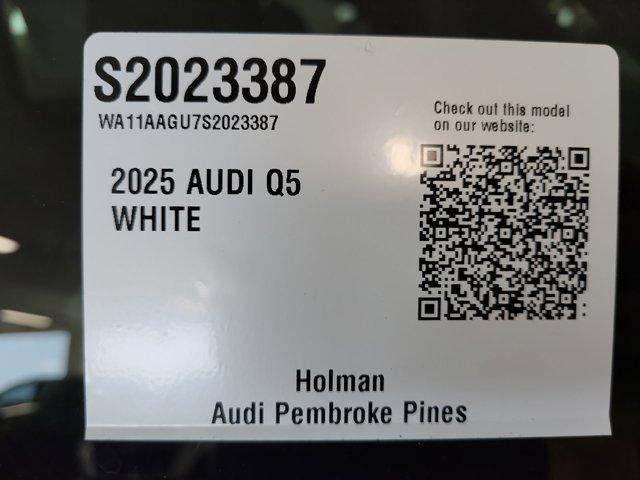 S2023387
WA11AAGU7S2023387
2025 AUDI Q5
WHITE
Check out this model
on our website:
Holman
Audi Pembroke Pines